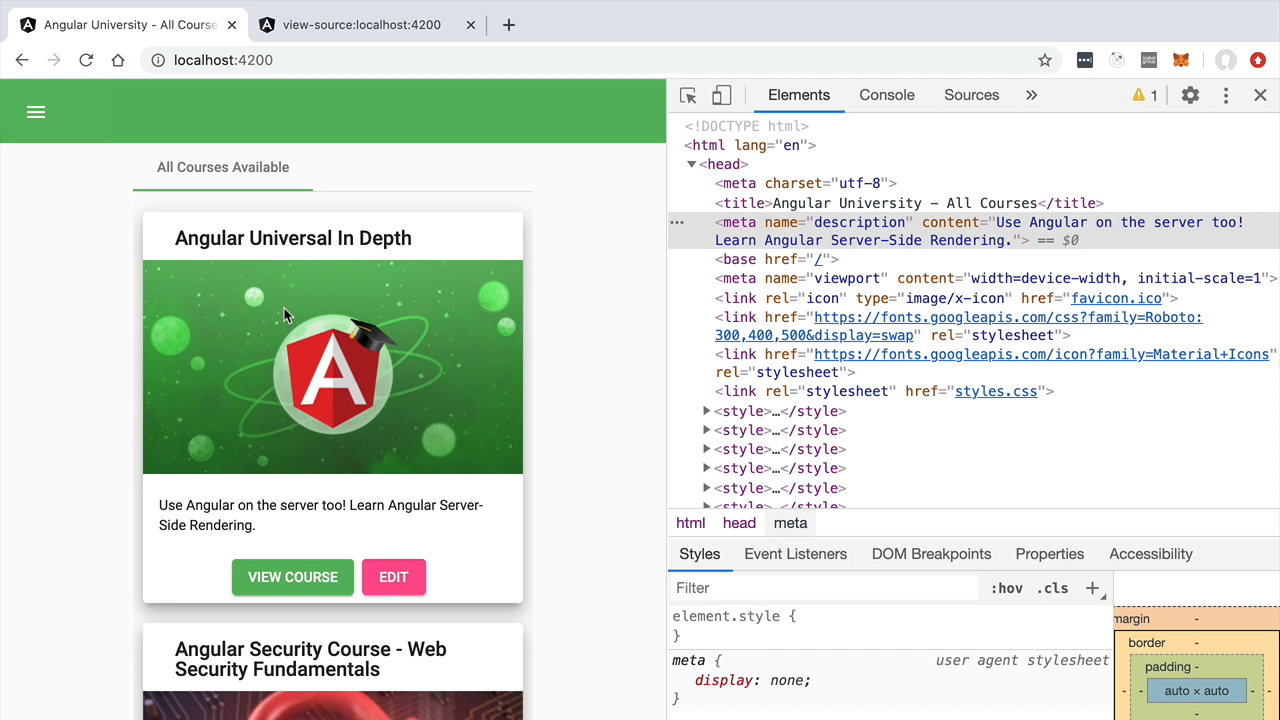 Angular University - All Course
view-source:localhost:4200
localhost:4200
All Courses Available
Angular Universal In Depth
Use Angular on the server too! Learn Angular Server-
Side Rendering.
VIEW COURSE
EDIT
Angular Security Course - Web
Security Fundamentals
Elements
Console
Sources
1
<!DOCTYPE html>
<html lang="en">
<head>
<meta charset="utf-8">
<title>Angular University - All Courses</title>
<meta name="description" content="Use Angular on the server too!
Learn Angular Server-Side Rendering."> == $0
<base href="/">
<meta name="viewport" content="width=device-width, initial-scale=1">
<link rel="icon" type="image/x-icon" href="favicon.ico">
<link href="https://fonts.googleapis.com/css?family=Roboto:
300,400,500&display=swap" rel="stylesheet">
<link href="https://fonts.googleapis.com/icon?family=Material+Icons"
rel="stylesheet">
<link rel="stylesheet" href="styles.css">
<style>…</style>
<style>…</style>
<style>…</style>
<style>…</style>
<style>…</style>
<style>…</style>
html
head
meta
Styles
Event Listeners
DOM Breakpoints
Properties
Accessibility
Filter
:hov
.cls
element.style {
}
meta {
user agent stylesheet
display: none;
}
margin
-
border
-
padding -
- - auto × auto - -
-